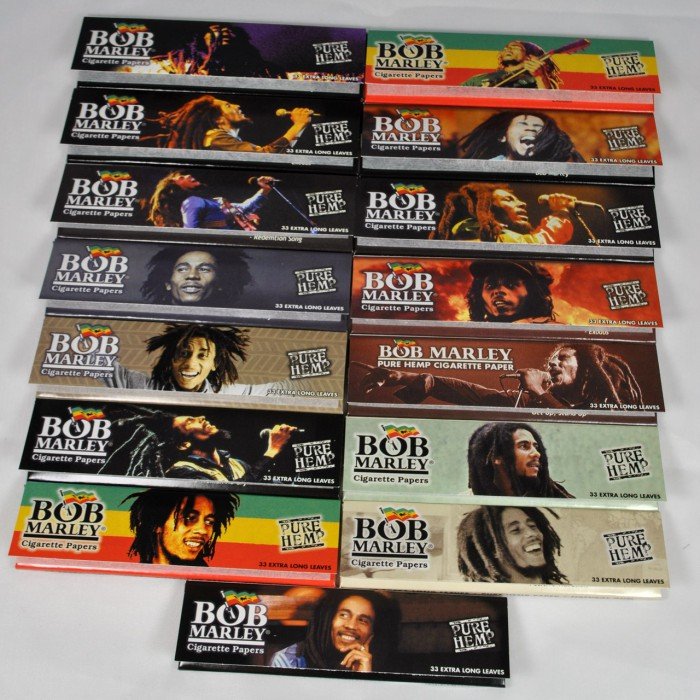 BOB
MARLEY®
Cigarette Papers
PURE
HEMP
33 EXTRA LONG LEAVES
BOB
MARLEY®
Cigarette Papers
PURE
HEMP
33 EXTRA LONG LEAVES
BOB
MARLEY®
Cigarette Papers
PURE
HEMP
33 EXTRA LONG LEAVES
BOB
MARLEY®
Cigarette Papers
PURE
HEMP
33 EXTRA LONG LEAVES
BOB
MARLEY®
Cigarette Papers
PURE
HEMP
33 EXTRA LONG LEAVES
- Redemtion Song
BOB
MARLEY®
Cigarette Papers
PURE
HEMP
33 EXTRA LONG LEAVES
BOB
MARLEY®
Cigarette Papers
PURE
HEMP
33 EXTRA LONG LEAVES
BOB
MARLEY®
Cigarette Papers
PURE
HEMP
33 EXTRA LONG LEAVES
BOB
MARLEY®
Cigarette Papers
PURE
HEMP
33 EXTRA LONG LEAVES
BOB MARLEY
PURE HEMP CIGARETTE PAPER
33 EXTRA LONG LEAVES
BOB
MARLEY®
Cigarette Papers
PURE
HEMP
33 EXTRA LONG LEAVES
BOB
MARLEY®
Cigarette Papers
PURE
HEMP
33 EXTRA LONG LEAVES
BOB
MARLEY®
Cigarette Papers
PURE
HEMP
33 EXTRA LONG LEAVES
BOB
MARLEY®
Cigarette Papers
PURE
HEMP
33 EXTRA LONG LEAVES
BOB
MARLEY®
Cigarette Papers
PURE
HEMP
33 EXTRA LONG LEAVES